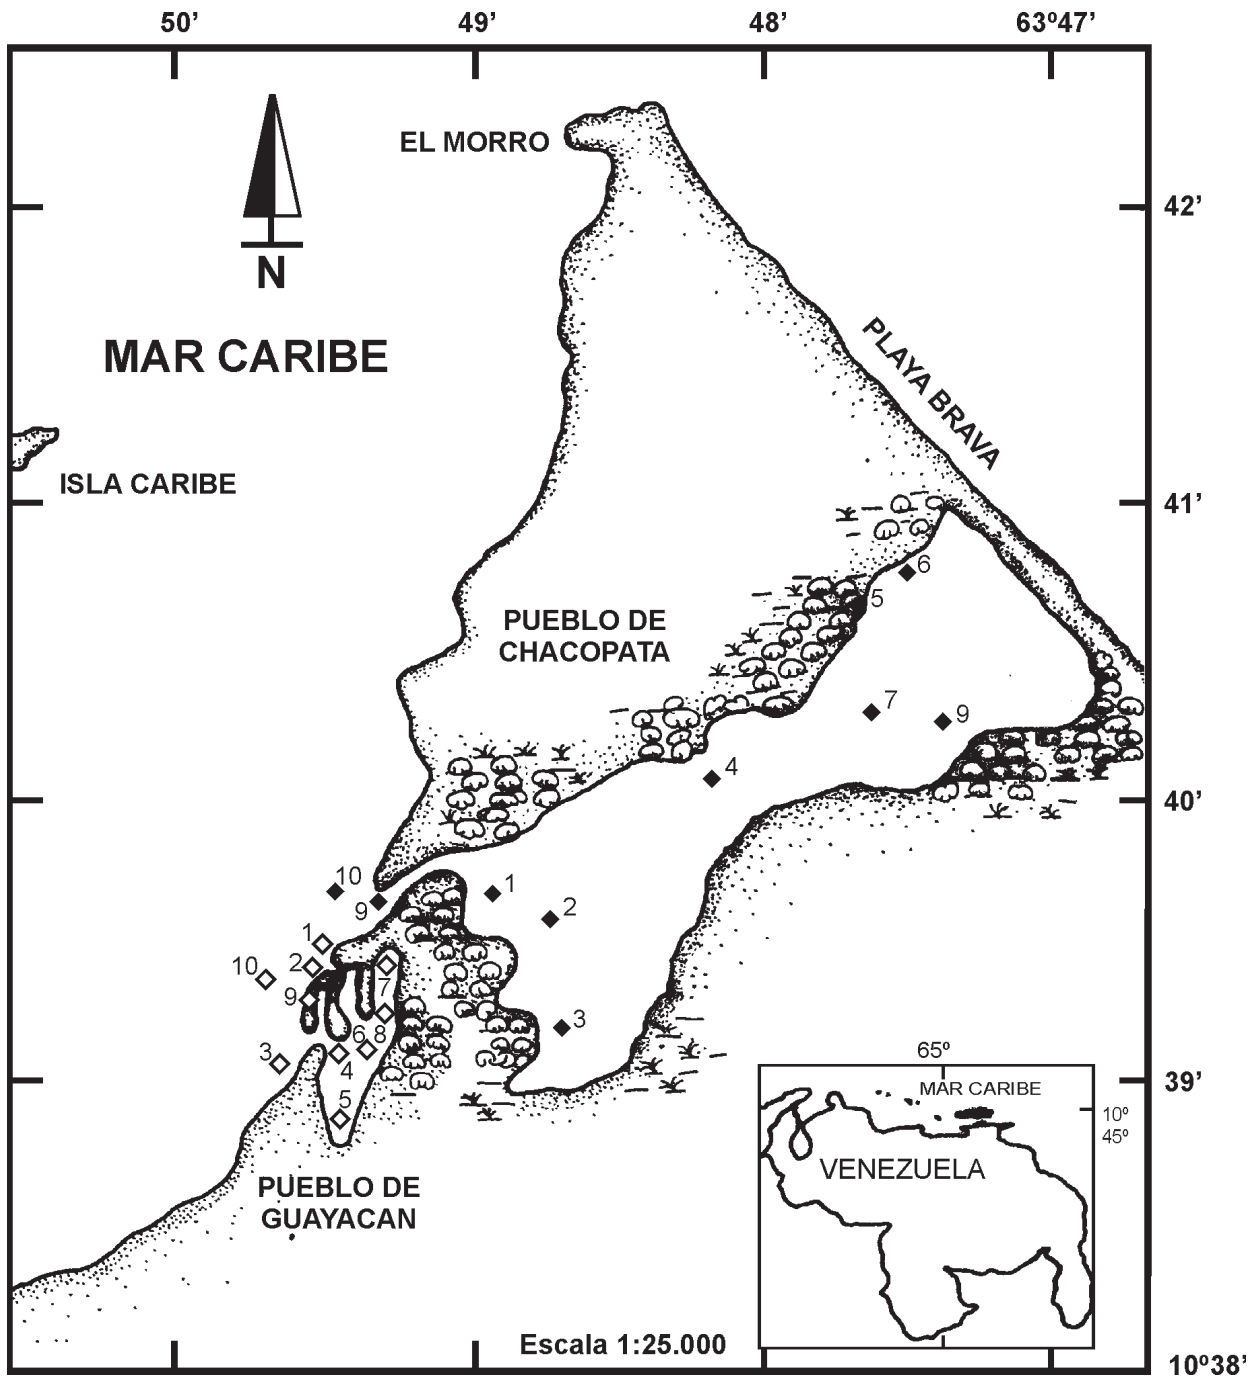 50’ 49’ 48’ 63º47’
EL MORRO
42’
N
MAR CARIBE
PLAYA BRAVA
ISLA CARIBE
41’
6
5
PUEBLO DE
CHACOPATA
7
9
4
40’
10
9
1
2
1
2
10
9
7
3
6
8
3
4
39’
5
65º
MAR CARIBE
10º
45º
VENEZUELA
PUEBLO DE
GUAYACAN
Escala 1:25.000
10º38’